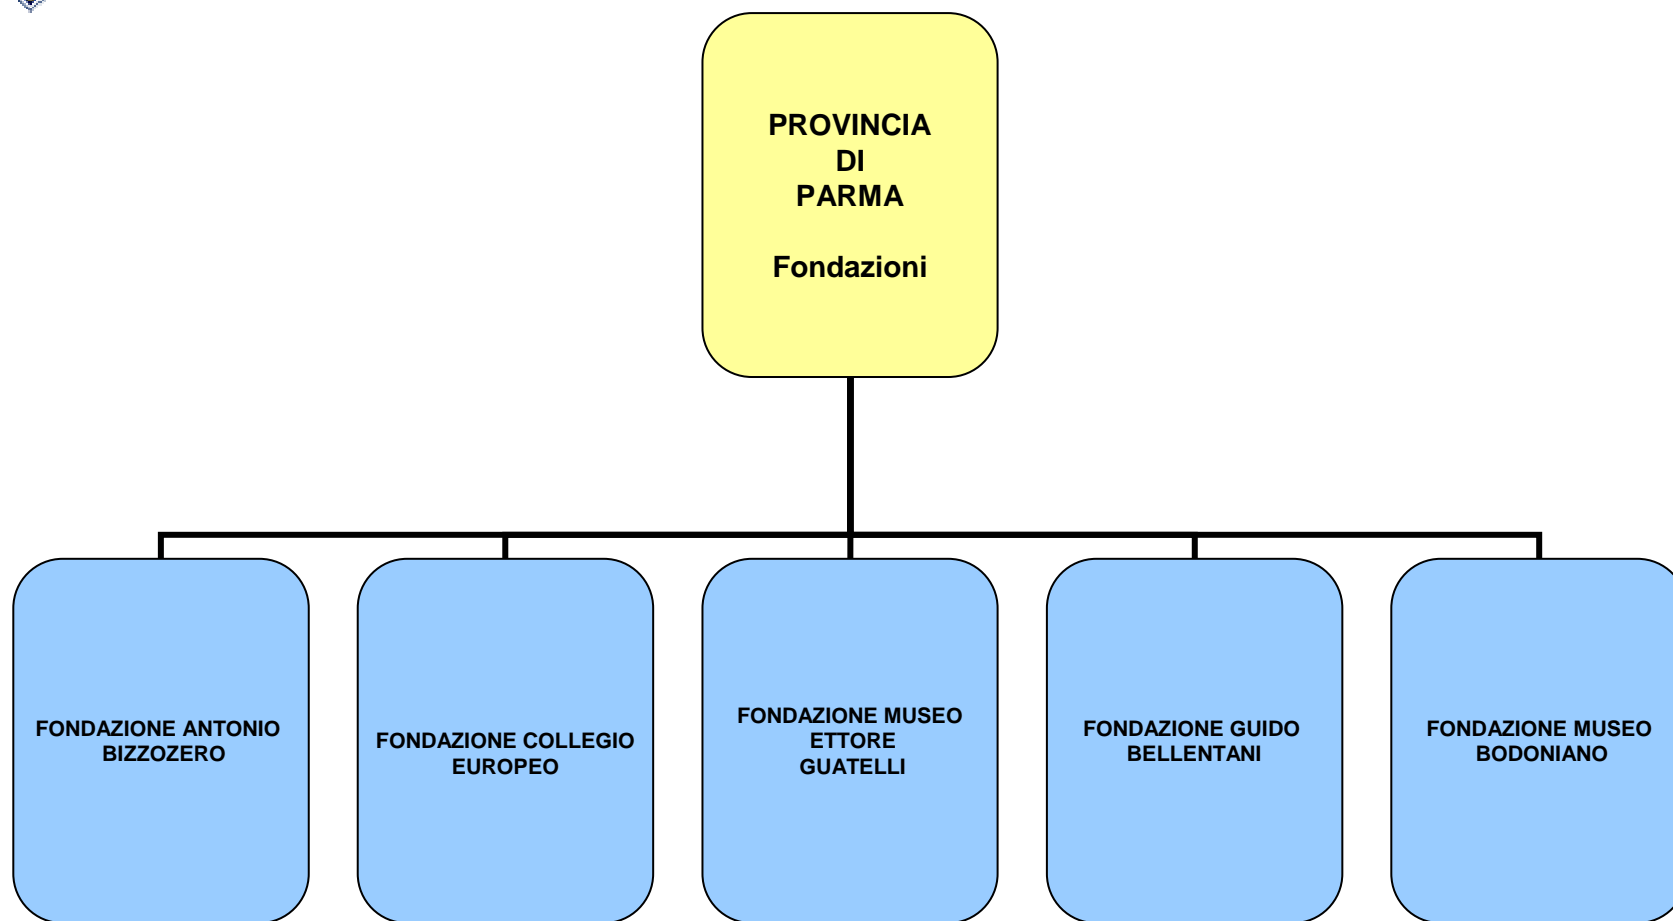 PROVINCIA
DI
PARMA
Fondazioni
FONDAZIONE ANTONIO
BIZZOZERO
FONDAZIONE COLLEGIO
EUROPEO
FONDAZIONE MUSEO
ETTORE
GUATELLI
FONDAZIONE GUIDO
BELLENTANI
FONDAZIONE MUSEO
BODONIANO